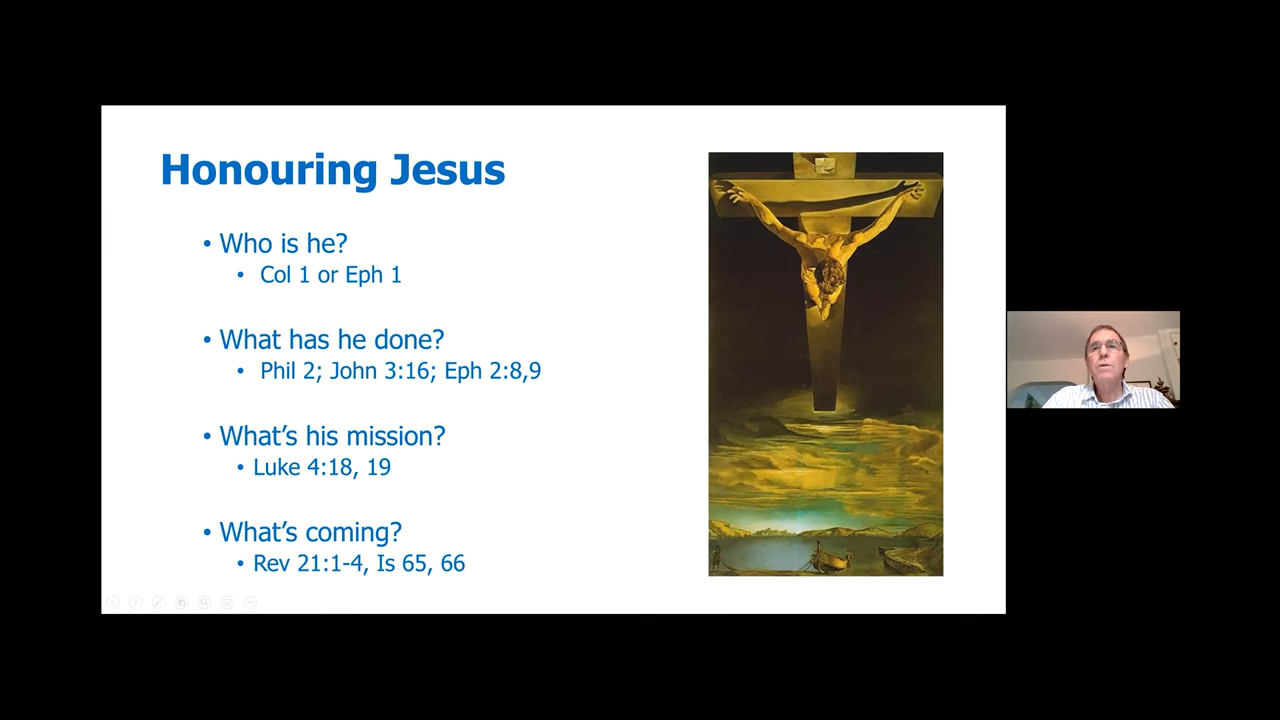 Honouring Jesus
• Who is he?
• Col 1 or Eph 1
• What has he done?
• Phil 2; John 3:16; Eph 2:8,9
• What’s his mission?
• Luke 4:18, 19
• What’s coming?
• Rev 21:1-4, Is 65, 66